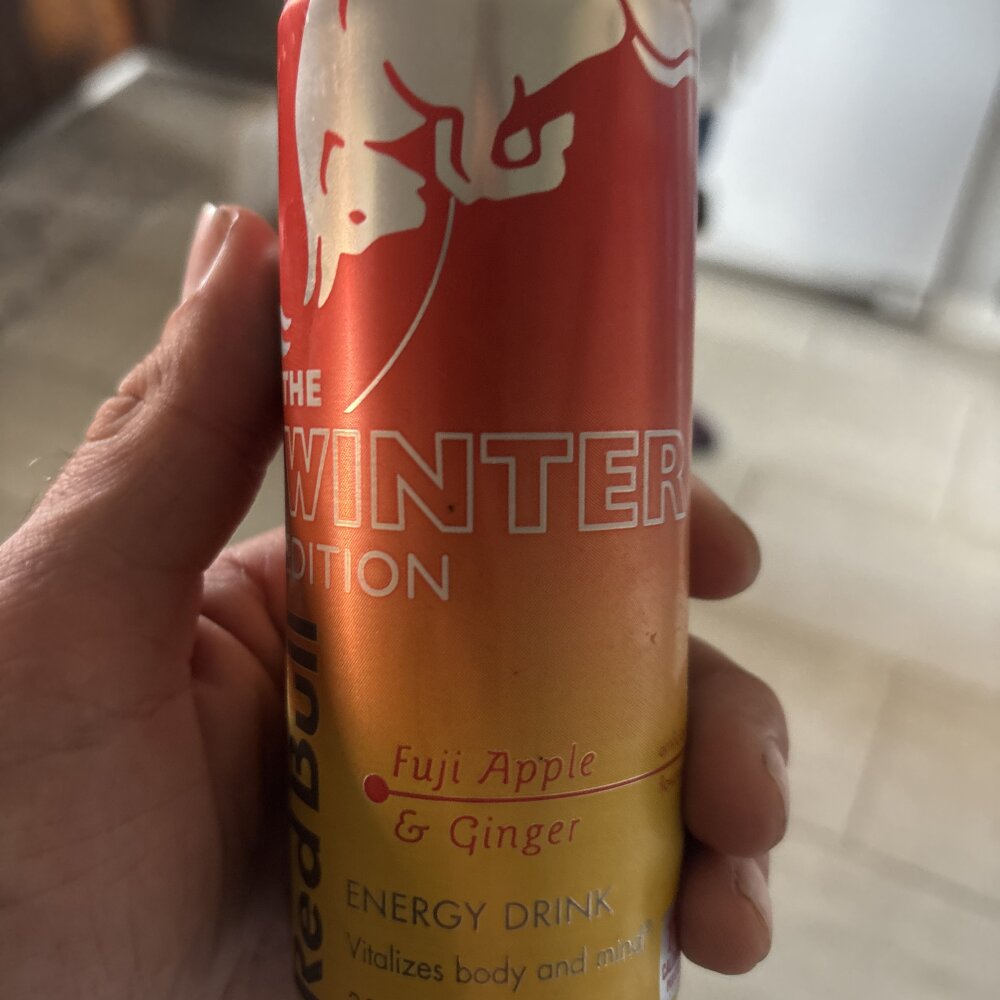 THE
WINTER
EDITION
Red Bull
Fuji Apple
& Ginger
ENERGY DRINK
Vitalizes body and mind®